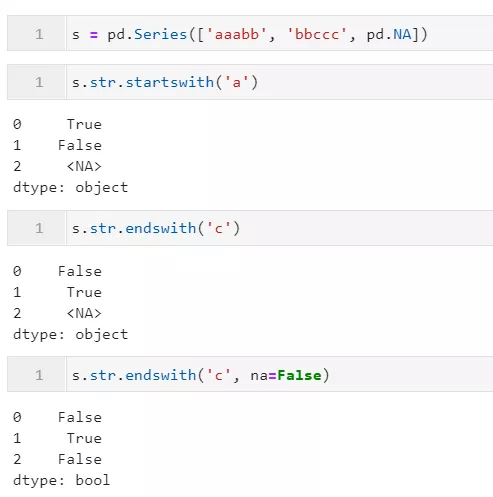 1 s = pd.Series(['aaabb', 'bbccc', pd.NA])
1 s.str.startswith('a')
0 True
1 False
2 <NA>
dtype: object
1 s.str.endswith('c')
0 False
1 True
2 <NA>
dtype: object
1 s.str.endswith('c', na=False)
0 False
1 True
2 False
dtype: bool